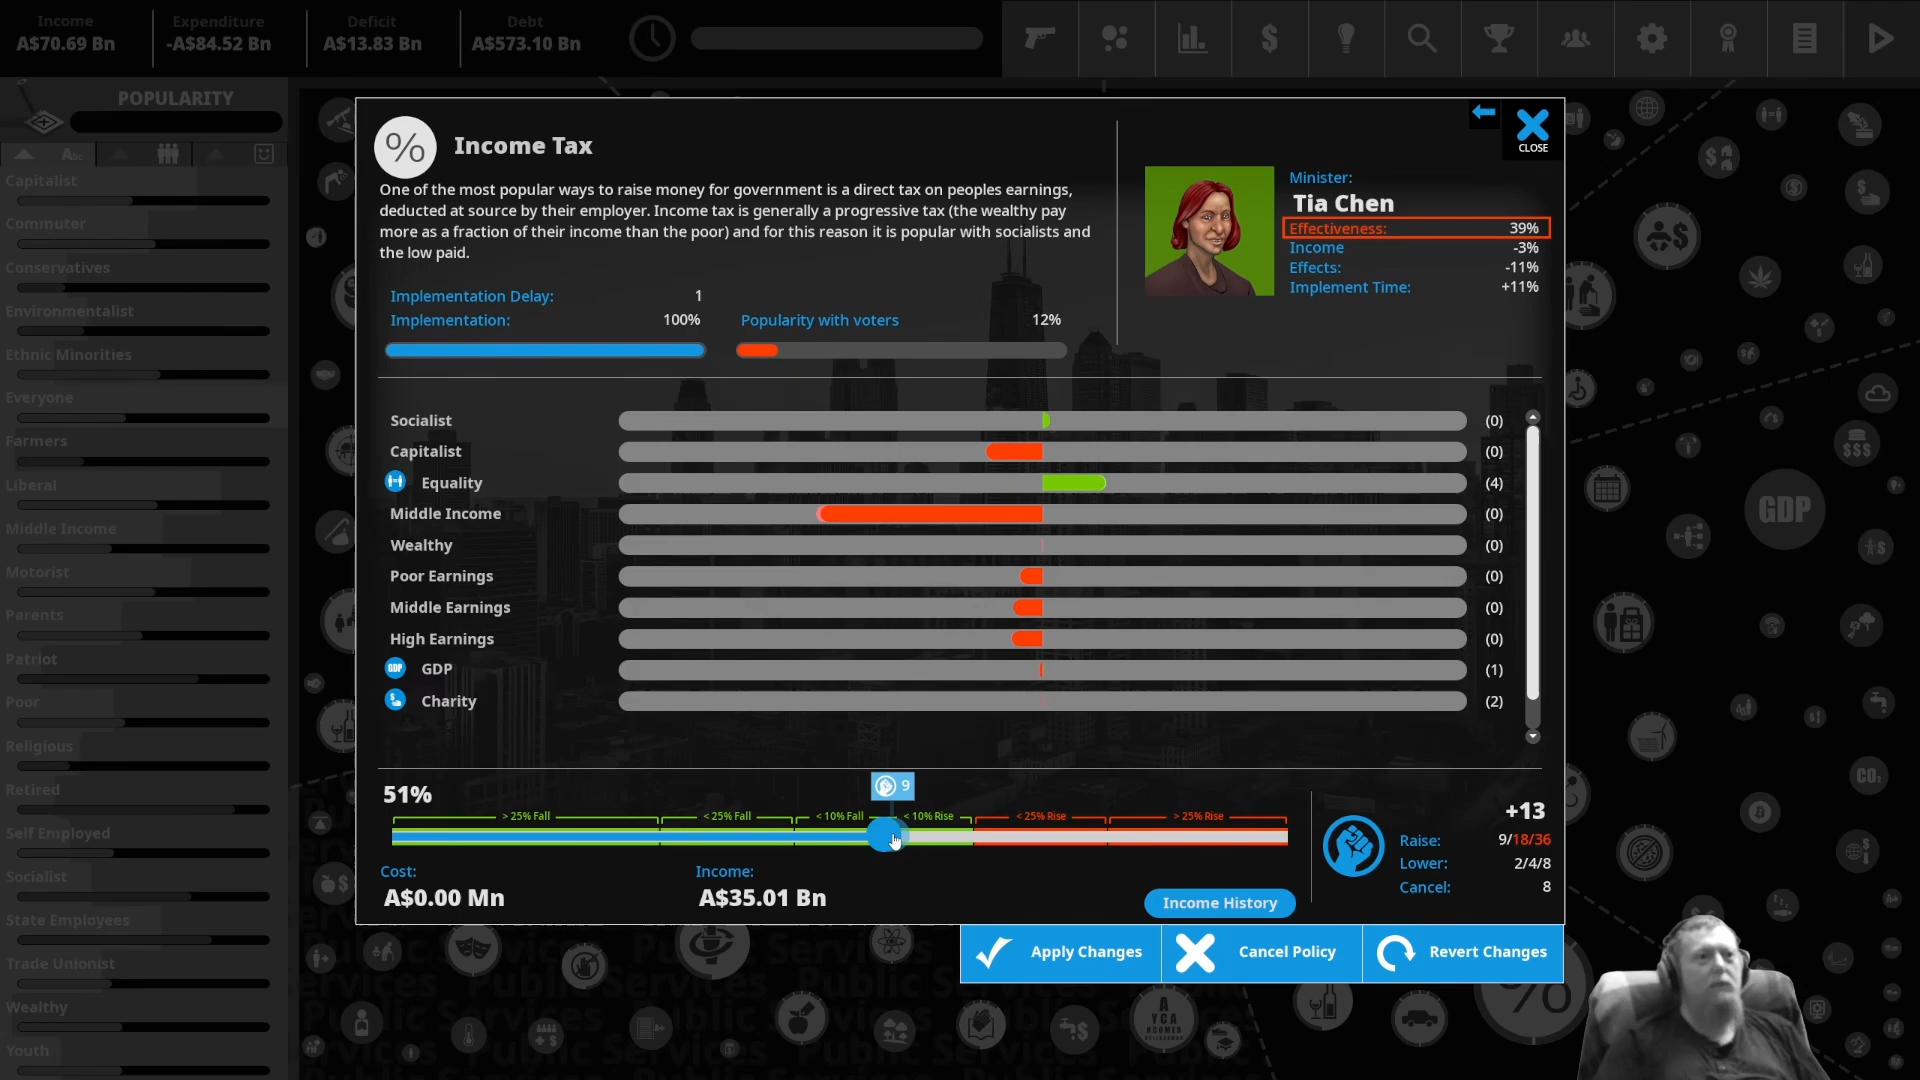 Income
A$70.69 Bn
Expenditure
-A$84.52 Bn
Deficit
A$13.83 Bn
Debt
A$573.10 Bn
POPULARITY
Capitalist
Commuter
Conservatives
Environmentalist
Ethnic Minorities
Everyone
Farmers
Liberal
Middle Income
Motorist
Parents
Patriot
Poor
Religious
Retired
Self Employed
Socialist
State Employees
Trade Unionist
Wealthy
Youth
CLOSE
% Income Tax
One of the most popular ways to raise money for government is a direct tax on peoples earnings,
deducted at source by their employer. Income tax is generally a progressive tax (the wealthy pay
more as a fraction of their income than the poor) and for this reason it is popular with socialists and
the low paid.
Implementation Delay: 1
Implementation: 100%
Popularity with voters 12%
Minister:
Tia Chen
Effectiveness: 39%
Income -3%
Effects: -11%
Implement Time: +11%
Socialist (0)
Capitalist (0)
Equality (4)
Middle Income (0)
Wealthy (0)
Poor Earnings (0)
Middle Earnings (0)
High Earnings (0)
GDP GDP (1)
Charity (2)
51%
9
> 25% Fall < 25% Fall < 10% Fall < 10% Rise < 25% Rise > 25% Rise
Cost:
A$0.00 Mn
Income:
A$35.01 Bn
Income History
+13
Raise: 9/18/36
Lower: 2/4/8
Cancel: 8
Apply Changes
Cancel Policy
Revert Changes
GDP
CO2
Public Services